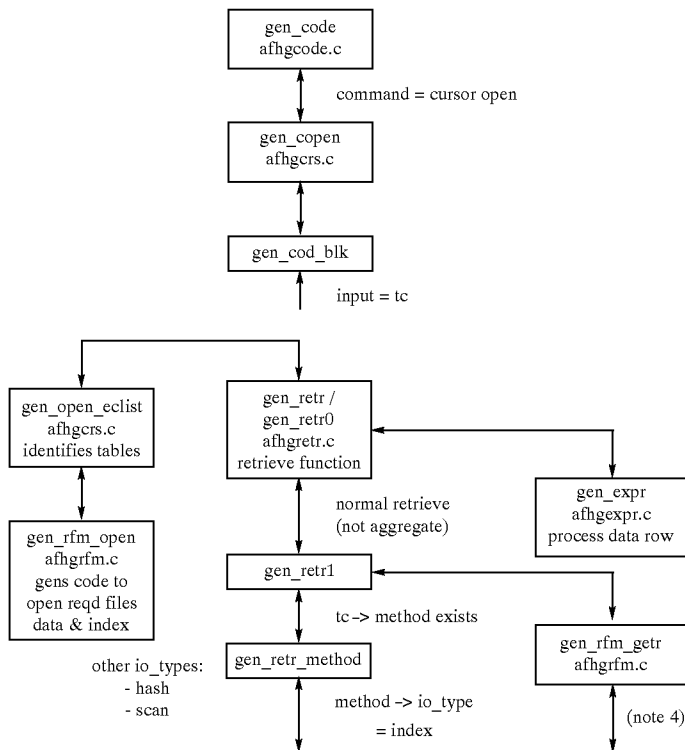 gen_code
afhgcode.c
command = cursor open
gen_copen
afhgcrs.c
gen_cod_blk
input = tc
gen_open_eclist
afhgcrs.c
identifies tables
gen_retr /
gen_retr0
afhgretr.c
retrieve function
gen_rfm_open
afhgrfm.c
gens code to
open reqd files
data & index
normal retrieve
(not aggregate)
gen_expr
afhgexpr.c
process data row
gen_retr1
tc -> method exists
gen_rfm_getr
afhgrfm.c
other io_types:
- hash
- scan
gen_retr_method
method -> io_type
= index
(note 4)